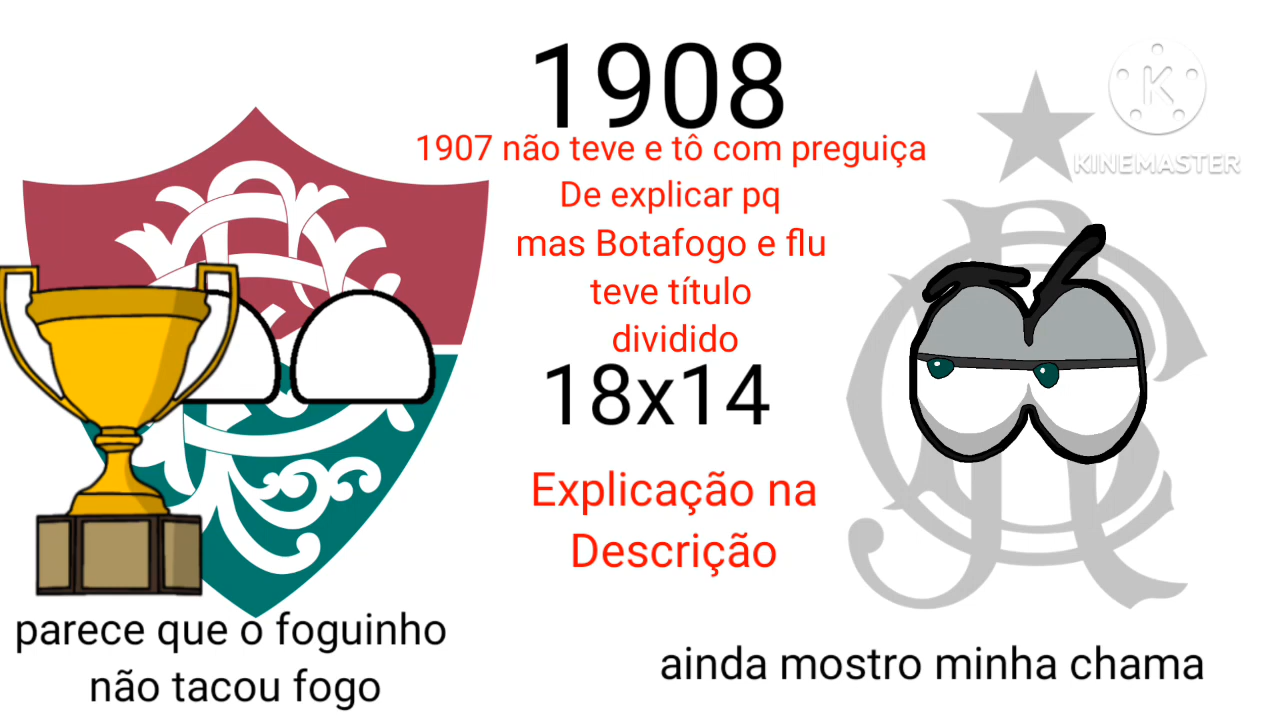 1908
1907 não teve e tô com preguiça
De explicar pq
mas Botafogo e flu
teve título
dividido
18x14
Explicação na
Descrição
parece que o foguinho
não tacou fogo
ainda mostro minha chama
K
KINEMASTER